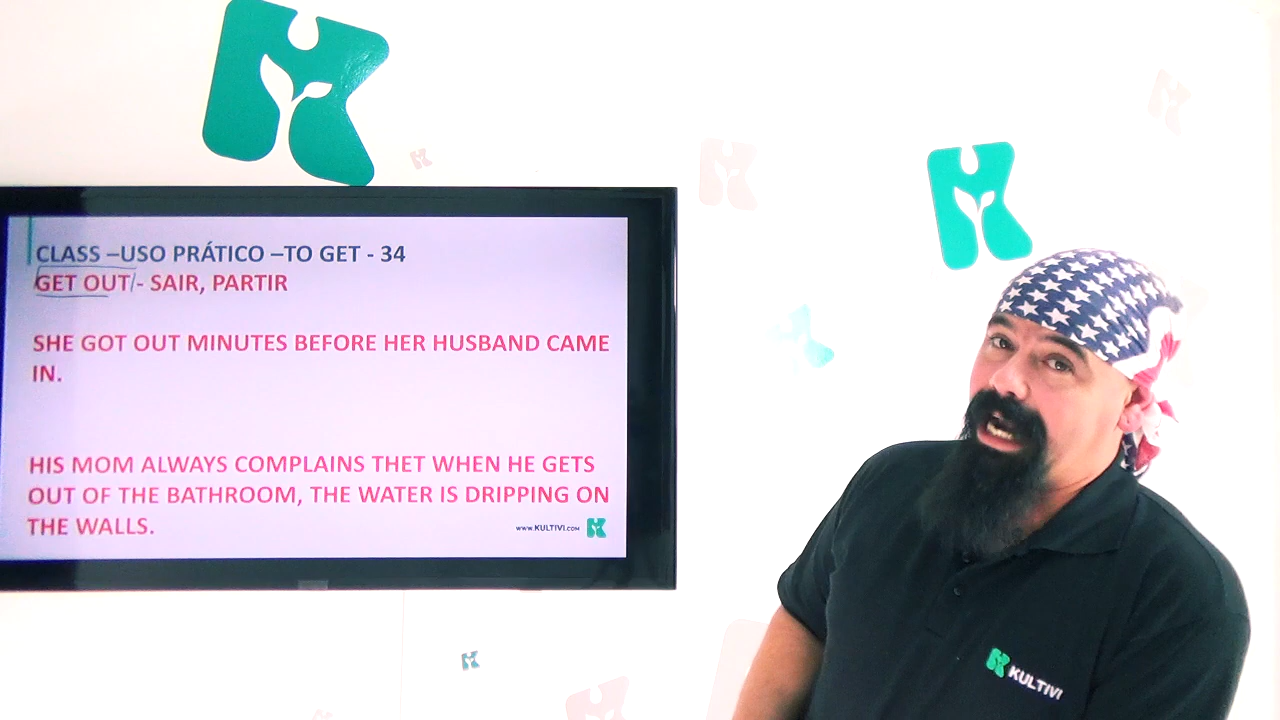 CLASS –USO PRÁTICO –TO GET - 34
GET OUT - SAIR, PARTIR
SHE GOT OUT MINUTES BEFORE HER HUSBAND CAME
IN.
HIS MOM ALWAYS COMPLAINS THET WHEN HE GETS
OUT OF THE BATHROOM, THE WATER IS DRIPPING ON
THE WALLS.
WWW.KULTIVI.COM
KULTIVI